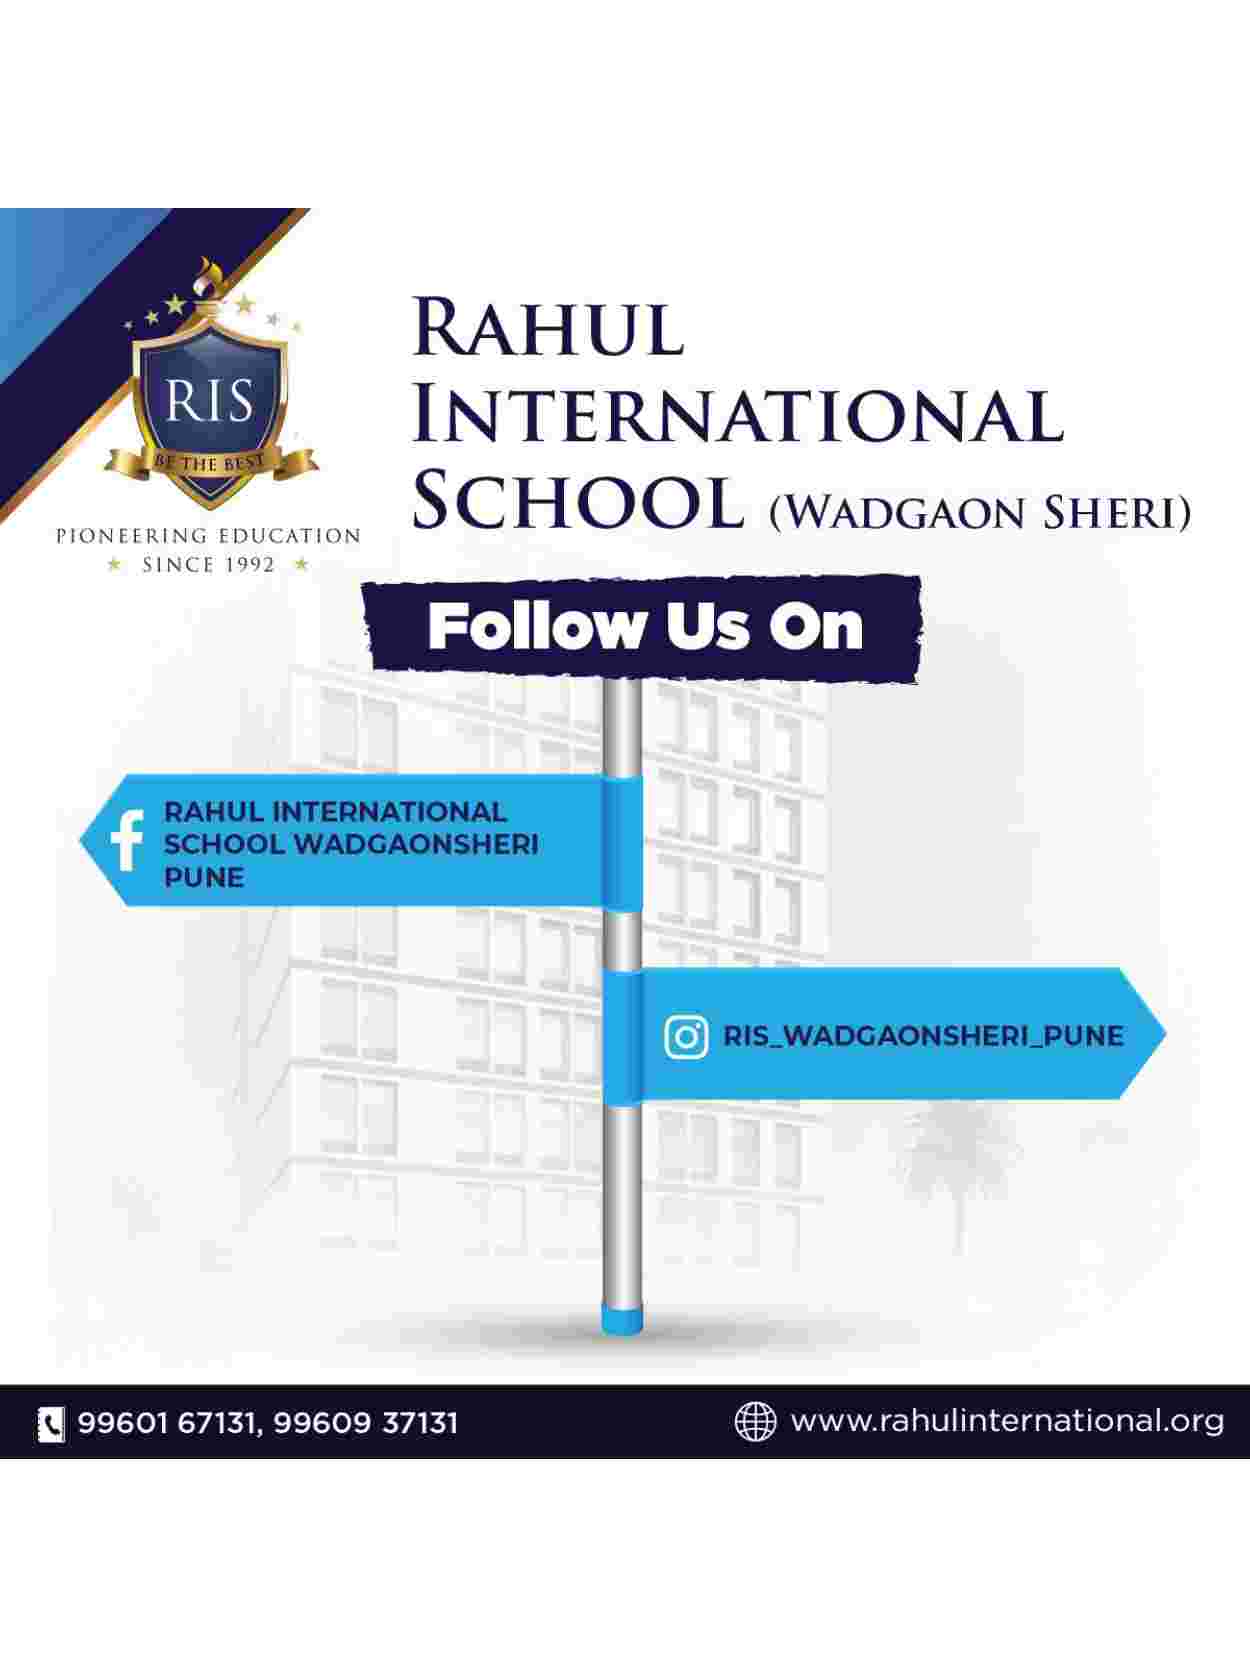 RIS
BE THE BEST
PIONEERING EDUCATION
SINCE 1992
RAHUL
INTERNATIONAL
SCHOOL (WADGAON SHERI)
Follow Us On
RAHUL INTERNATIONAL
SCHOOL WADGAONSHERI
PUNE
RIS_WADGAONSHERI_PUNE
99601 67131, 99609 37131
www.rahulinternational.org